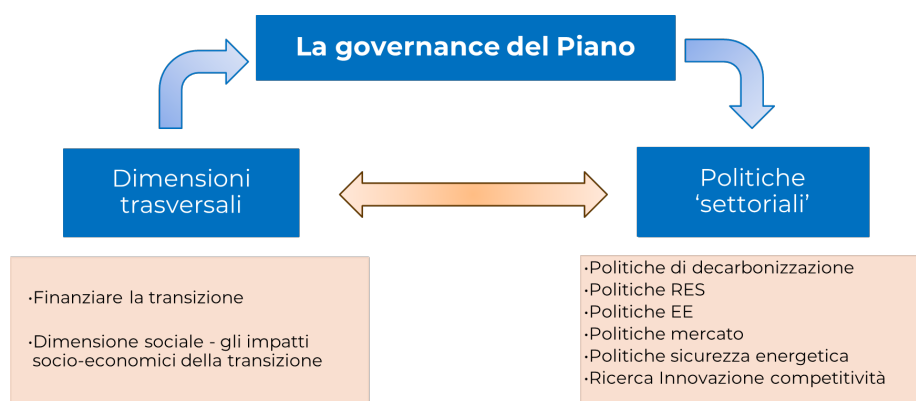 La governance del Piano
Dimensioni
trasversali
Politiche
‘settoriali’
·Finanziare la transizione
·Dimensione sociale - gli impatti
socio-economici della transizione
·Politiche di decarbonizzazione
·Politiche RES
·Politiche EE
·Politiche mercato
·Politiche sicurezza energetica
·Ricerca Innovazione competitività